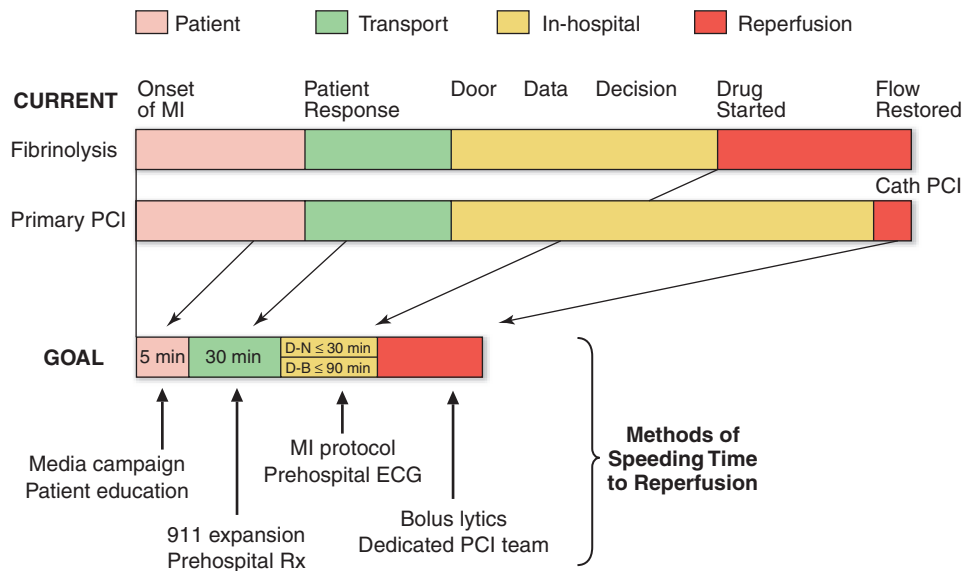 Patient Transport In-hospital Reperfusion
CURRENT
Onset
of MI
Patient
Response
Door Data Decision
Drug
Started
Flow
Restored
Fibrinolysis
Cath PCI
Primary PCI
GOAL
5 min
30 min
D-N ≤ 30 min
D-B ≤ 90 min
Media campaign
Patient education
911 expansion
Prehospital Rx
MI protocol
Prehospital ECG
Bolus lytics
Dedicated PCI team
Methods of
Speeding Time
to Reperfusion